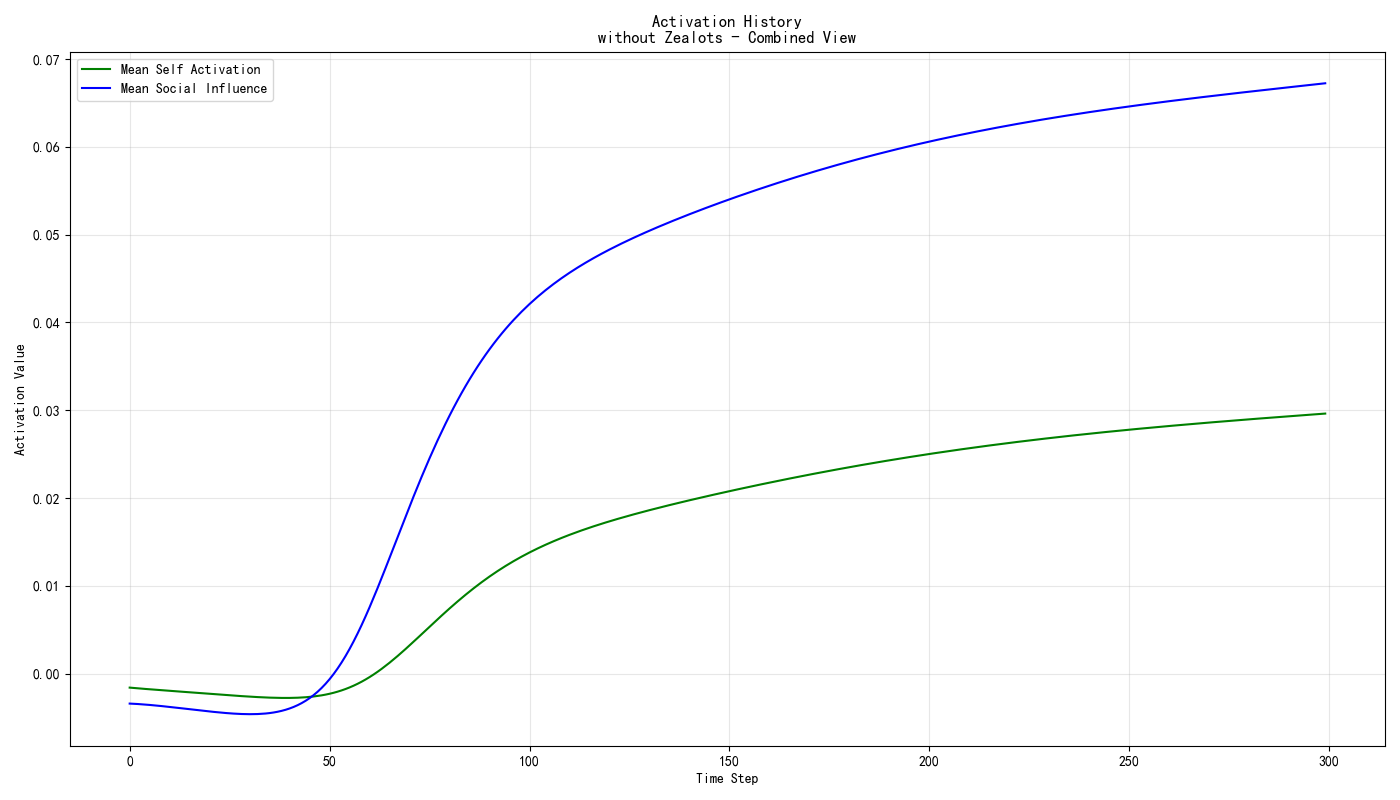 Activation History
without Zealots - Combined View
Mean Self Activation
Mean Social Influence
Activation Value
0.07
0.06
0.05
0.04
0.03
0.02
0.01
0.00
0 50 100 150 200 250 300
Time Step